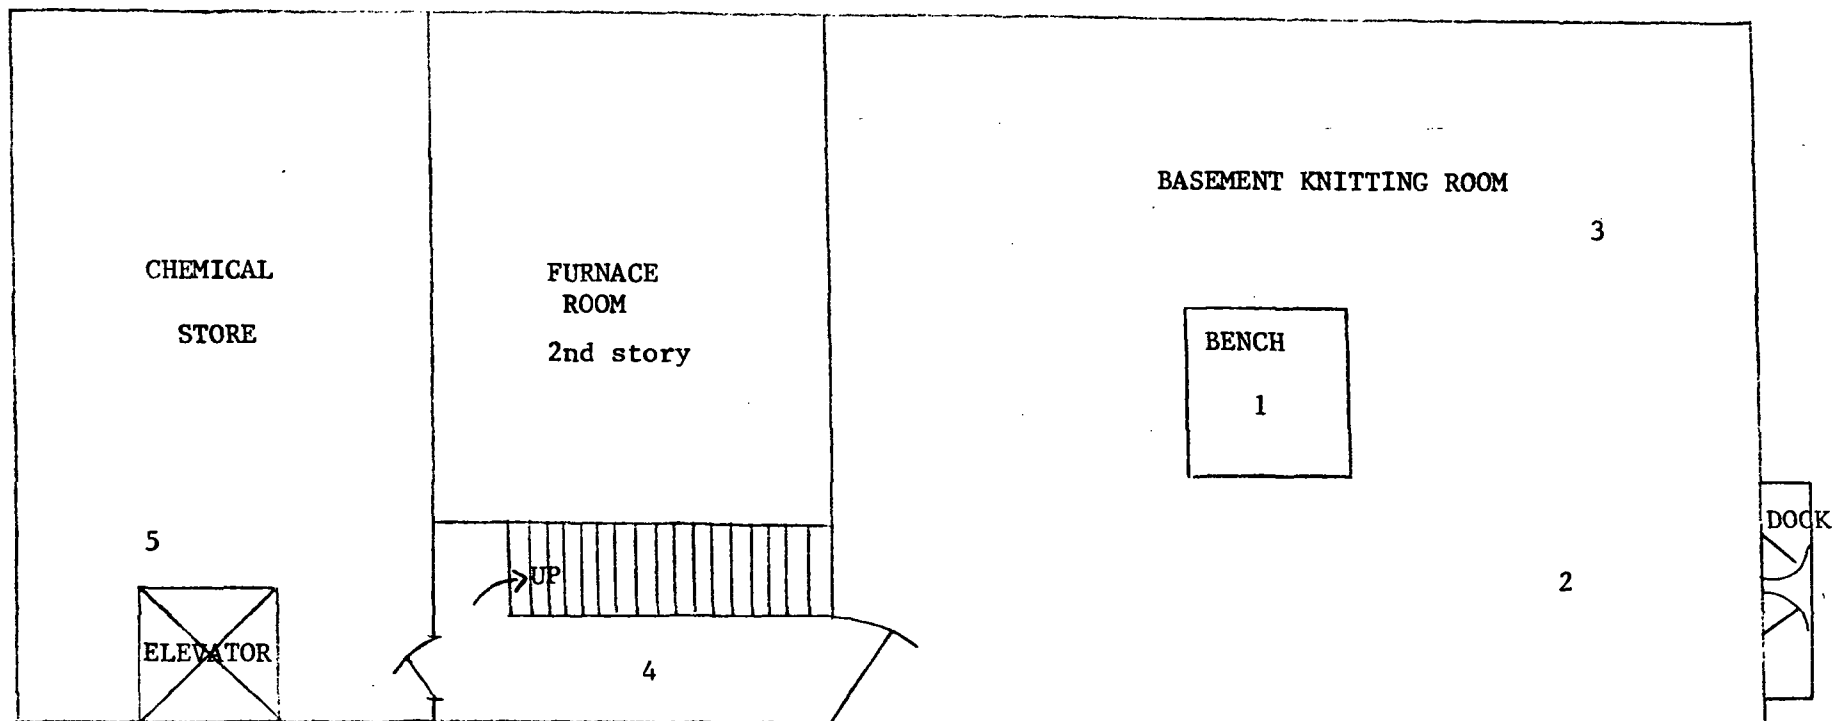 BASEMENT KNITTING ROOM
3
CHEMICAL
STORE
FURNACE
ROOM
2nd story
BENCH
1
DOCK
5
UP
2
ELEVATOR
4